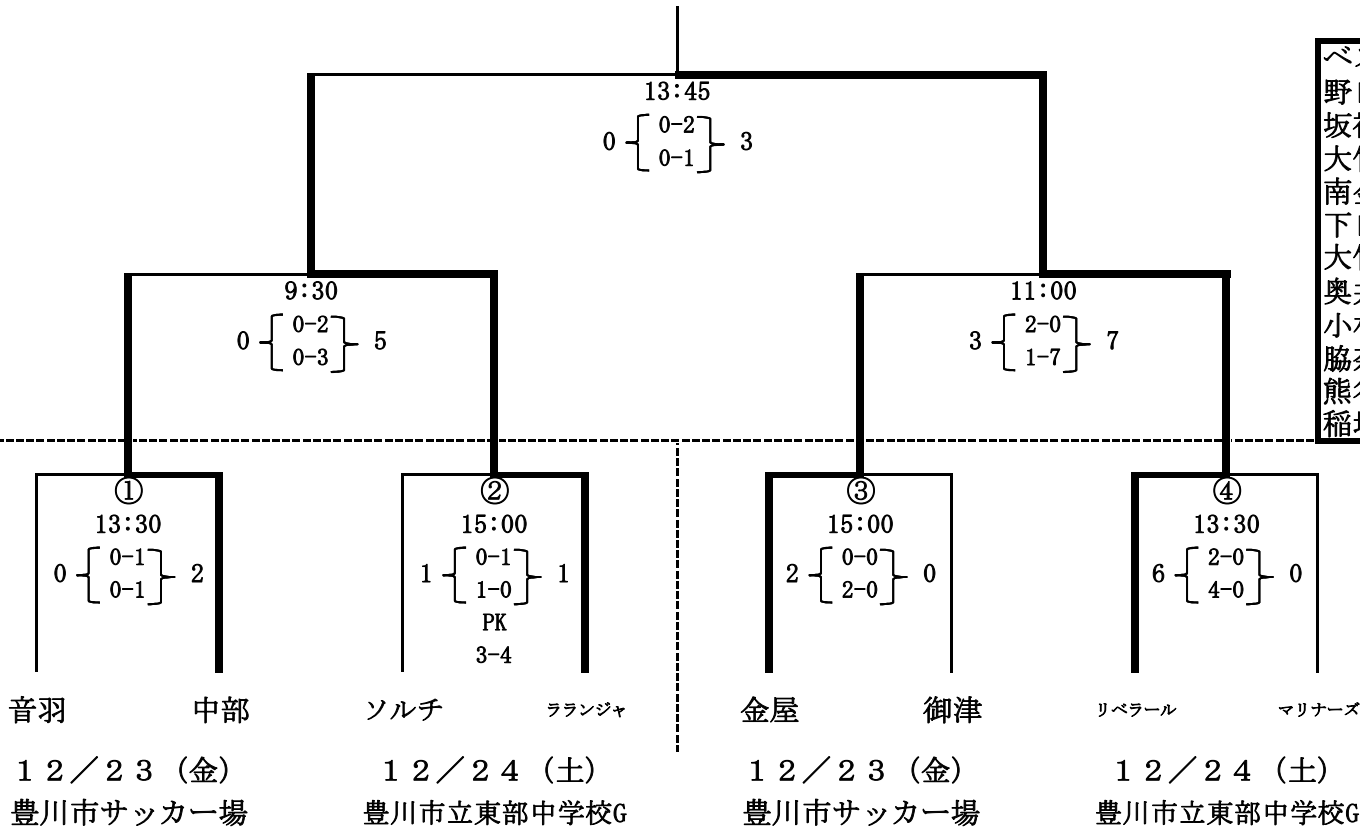 13:45
0-2
0 3
0-1
9:30
0-2
0 5
0-3
11:00
2-0
3 7
1-7
ベ
野
坂
大
南
下
大
奥
小
脇
熊
稲
① ② ③ ④
13:30 15:00 15:00 13:30
0-1 0-1 0-0 2-0
0 2 1 1 2 0 6 0
0-1 1-0 2-0 4-0
PK
3-4
音羽 中部 ソルチ ラランジャ 金屋 御津 リベラール マリナーズ
12/23(金) 12/24(土) 12/23(金) 12/24(土)
豊川市サッカー場 豊川市立東部中学校G 豊川市サッカー場 豊川市立東部中学校G